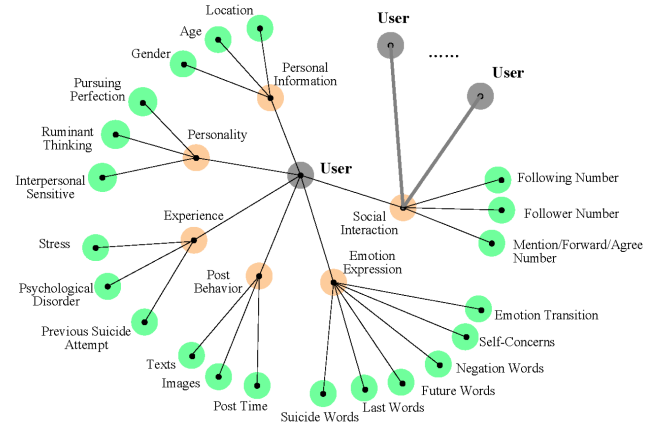 Location
Age
Gender
Personal
Information
User
......
User
Pursuing
Perfection
Ruminant
Thinking
Personality
Interpersonal
Sensitive
User
Following Number
Follower Number
Social
Interaction
Mention/Forward/Agree
Number
Experience
Stress
Psychological
Disorder
Previous Suicide
Attempt
Post
Behavior
Texts
Images
Post Time
Emotion
Expression
Emotion Transition
Self-Concerns
Negation Words
Future Words
Last Words
Suicide Words